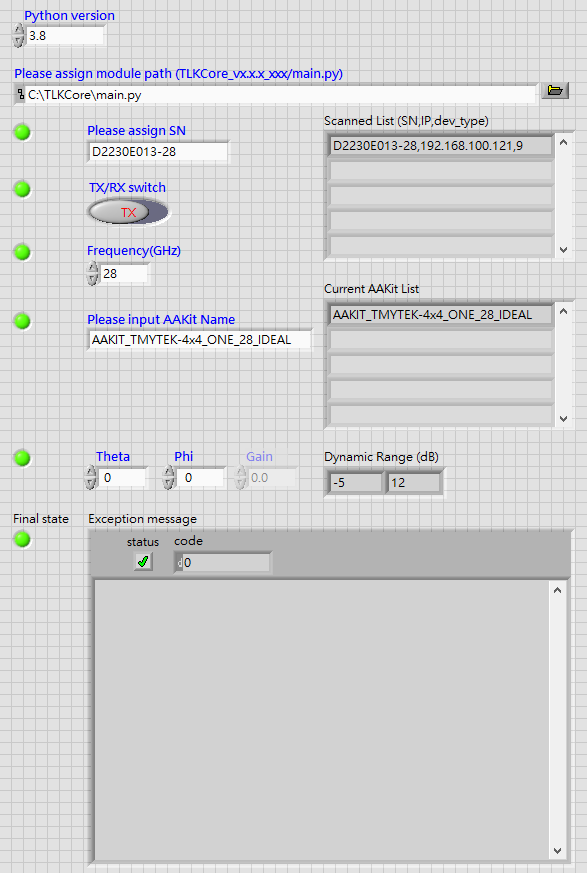 Python version
3.8
Please assign module path (TLKCore_vx.x.x_xxx/main.py)
C:\TLKCore\main.py
Please assign SN
D2230E013-28
Scanned List (SN,IP,dev_type)
D2230E013-28,192.168.100.121,9
TX/RX switch
TX
Frequency(GHz)
28
Please input AAKit Name
AAKIT_TMYTEK-4x4_ONE_28_IDEAL
Current AAKit List
AAKIT_TMYTEK-4x4_ONE_28_IDEAL
Theta Phi Gain
0 0 0.0
Dynamic Range (dB)
-5 12
Final state
Exception message
status code
d 0